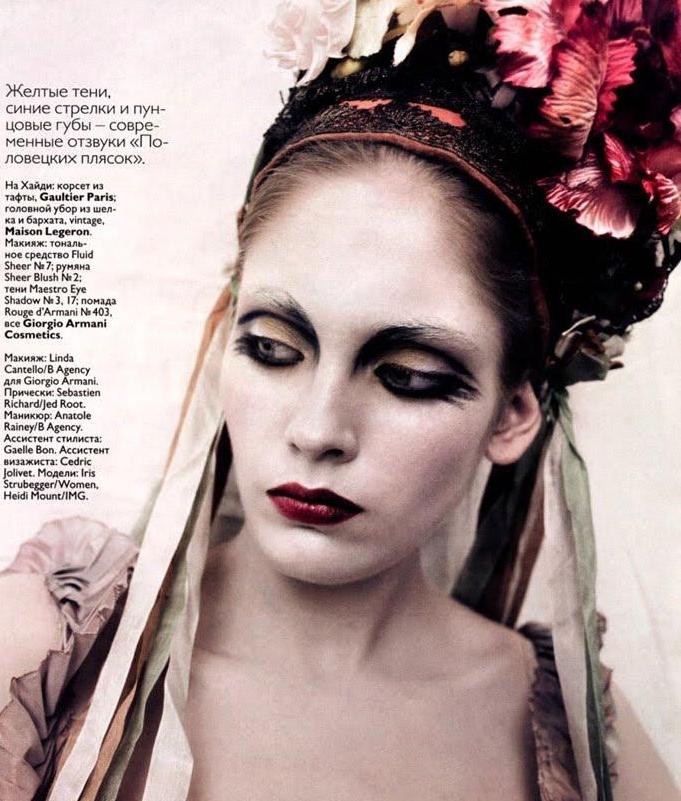 Желтые тени,
синие стрелки и пун-
цовые губы – совре-
менные отзвуки «По-
ловецких плясок».
На Хайди: корсет из
тафты, Gaultier Paris;
головной убор из шел-
ка и бархата, vintage,
Maison Legeron.
Макияж: тональ-
ное средство Fluid
Sheer № 7; румяна
Sheer Blush № 2;
тени Maestro Eye
Shadow № 3, 17; помада
Rouge d'Armani № 403,
все Giorgio Armani
Cosmetics.
Макияж: Linda
Cantello/B Agency
для Giorgio Armani.
Прически: Sebastien
Richard/Jed Root.
Маникюр: Anatole
Rainey/B Agency.
Ассистент стилиста:
Gaelle Bon. Ассистент
визажиста: Cedric
Jolivet. Модели: Iris
Strubegger/Women,
Heidi Mount/IMG.